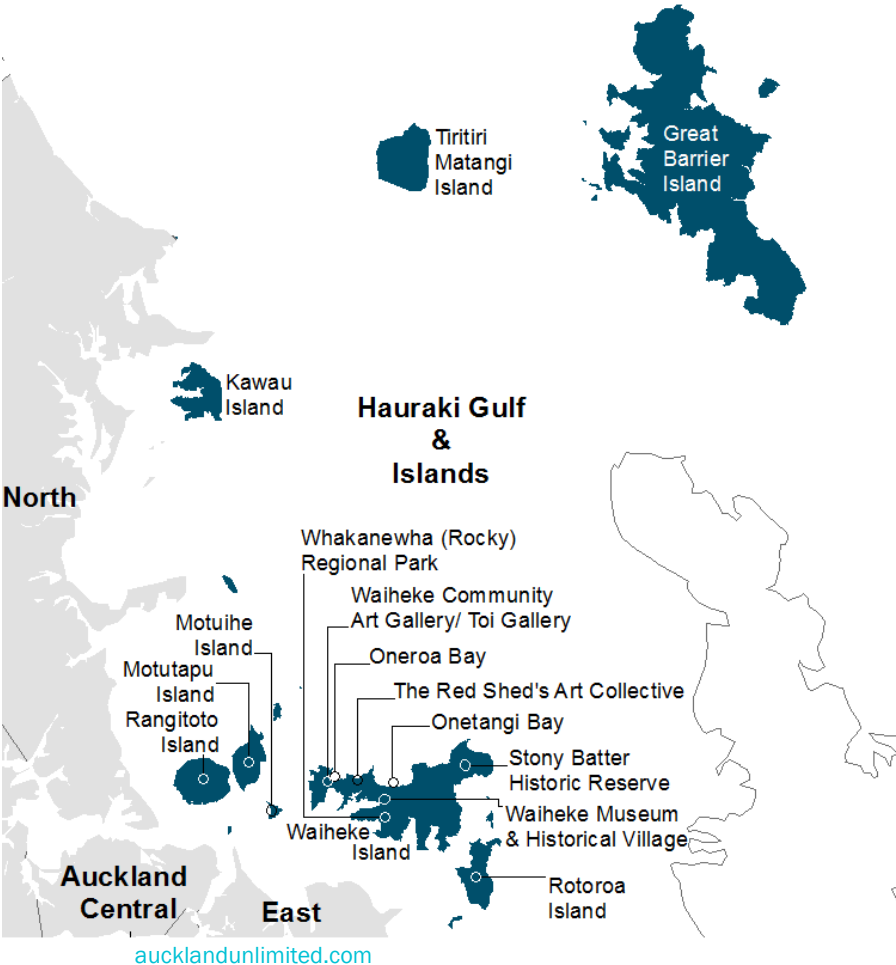 Tiritiri
Matangi
Island
Great
Barrier
Island
Kawau
Island
Hauraki Gulf
&
Islands
North
Whakanewha (Rocky)
Regional Park
Waiheke Community
Art Gallery/ Toi Gallery
Motuihe
Island
Oneroa Bay
Motutapu
Island
The Red Shed's Art Collective
Rangitoto
Island
Onetangi Bay
Stony Batter
Historic Reserve
Waiheke Museum
& Historical Village
Waiheke
Island
Rotoroa
Island
Auckland
Central
East
aucklandunlimited.com